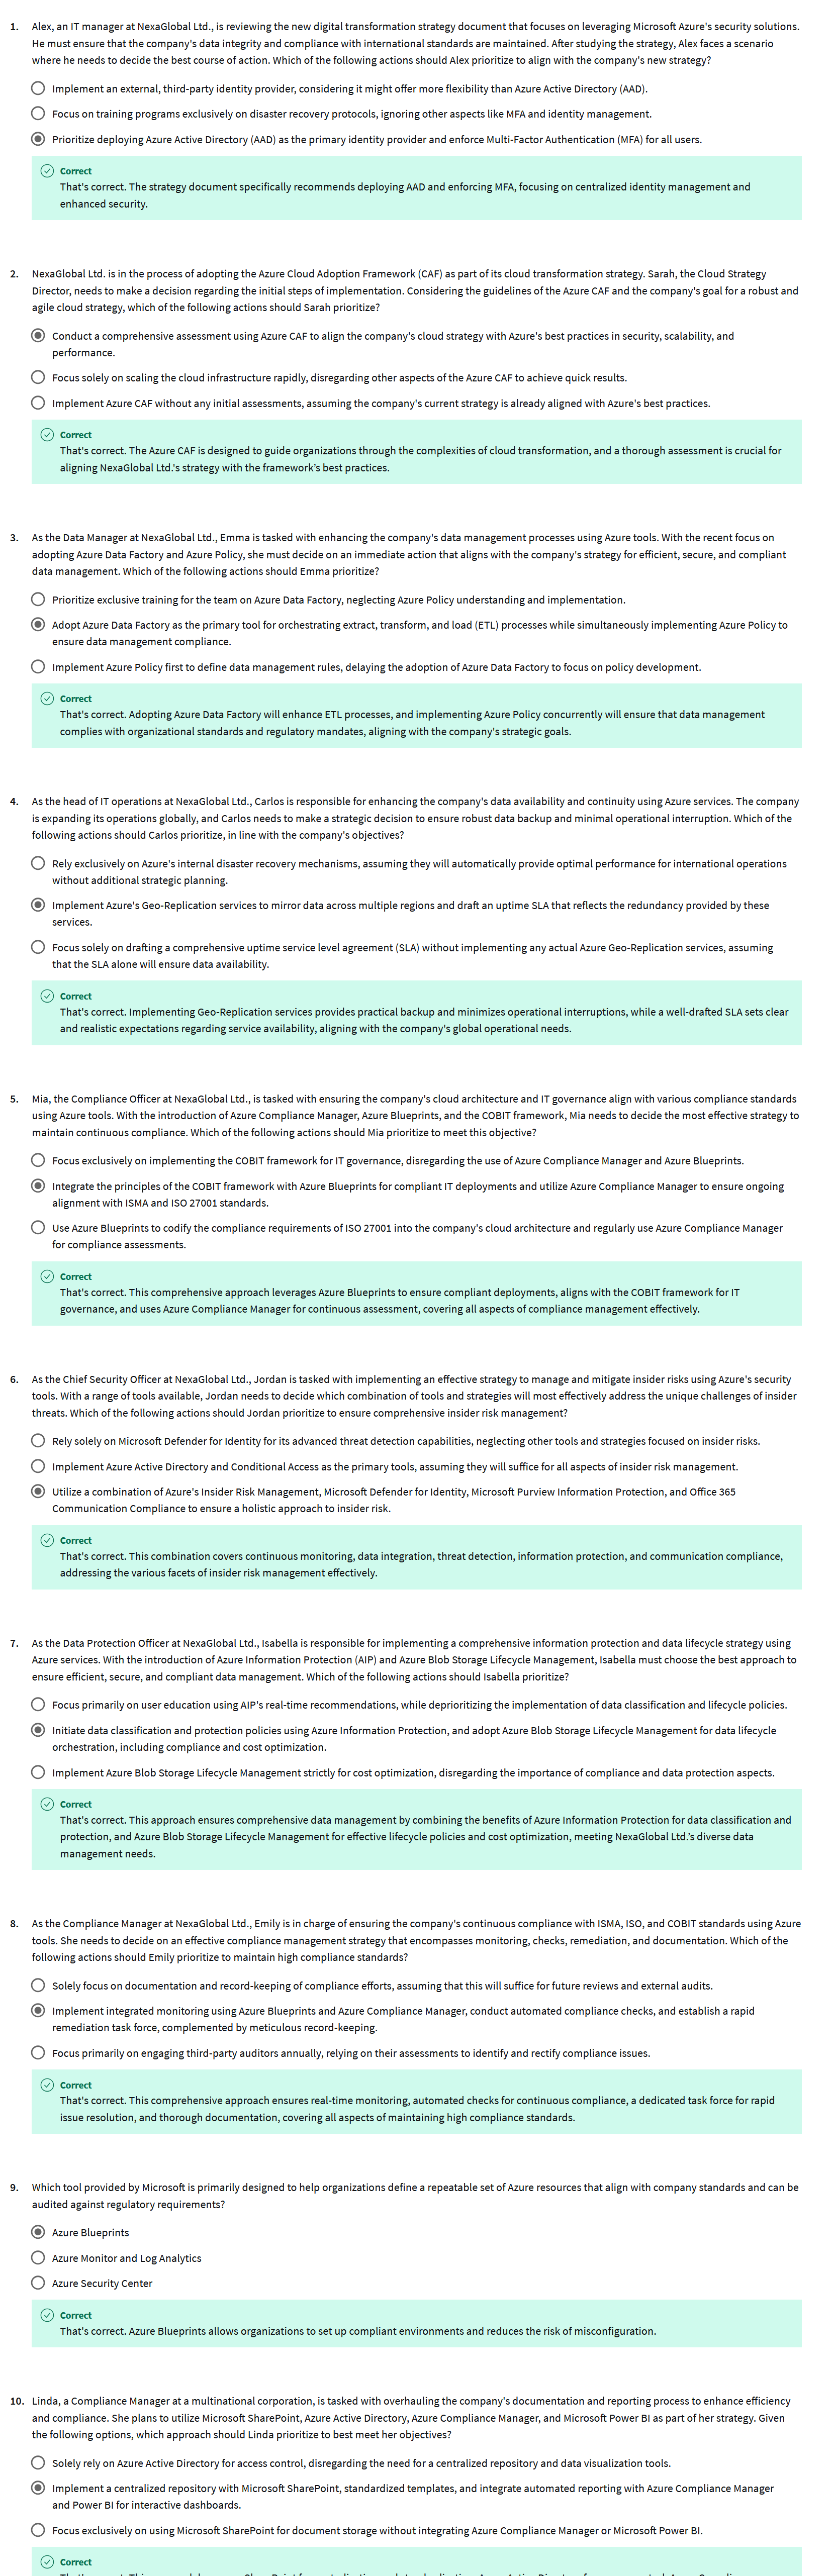 1. Alex, an IT manager at NexaGlobal Ltd., is reviewing the new digital transformation strategy document that focuses on leveraging Microsoft Azure's security solutions.
He must ensure that the company's data integrity and compliance with international standards are maintained. After studying the strategy, Alex faces a scenario
where he needs to decide the best course of action. Which of the following actions should Alex prioritize to align with the company's new strategy?
Implement an external, third-party identity provider, considering it might offer more flexibility than Azure Active Directory (AAD).
Focus on training programs exclusively on disaster recovery protocols, ignoring other aspects like MFA and identity management.
Prioritize deploying Azure Active Directory (AAD) as the primary identity provider and enforce Multi-Factor Authentication (MFA) for all users.
Correct
That's correct. The strategy document specifically recommends deploying AAD and enforcing MFA, focusing on centralized identity management and
enhanced security.
2. NexaGlobal Ltd. is in the process of adopting the Azure Cloud Adoption Framework (CAF) as part of its cloud transformation strategy. Sarah, the Cloud Strategy
Director, needs to make a decision regarding the initial steps of implementation. Considering the guidelines of the Azure CAF and the company's goal for a robust and
agile cloud strategy, which of the following actions should Sarah prioritize?
Conduct a comprehensive assessment using Azure CAF to align the company's cloud strategy with Azure's best practices in security, scalability, and
performance.
Focus solely on scaling the cloud infrastructure rapidly, disregarding other aspects of the Azure CAF to achieve quick results.
Implement Azure CAF without any initial assessments, assuming the company's current strategy is already aligned with Azure's best practices.
Correct
That's correct. The Azure CAF is designed to guide organizations through the complexities of cloud transformation, and a thorough assessment is crucial for
aligning NexaGlobal Ltd.'s strategy with the framework's best practices.
3. As the Data Manager at NexaGlobal Ltd., Emma is tasked with enhancing the company's data management processes using Azure tools. With the recent focus on
adopting Azure Data Factory and Azure Policy, she must decide on an immediate action that aligns with the company's strategy for efficient, secure, and compliant
data management. Which of the following actions should Emma prioritize?
Prioritize exclusive training for the team on Azure Data Factory, neglecting Azure Policy understanding and implementation.
Adopt Azure Data Factory as the primary tool for orchestrating extract, transform, and load (ETL) processes while simultaneously implementing Azure Policy to
ensure data management compliance.
Implement Azure Policy first to define data management rules, delaying the adoption of Azure Data Factory to focus on policy development.
Correct
That's correct. Adopting Azure Data Factory will enhance ETL processes, and implementing Azure Policy concurrently will ensure that data management
complies with organizational standards and regulatory mandates, aligning with the company's strategic goals.
4. As the head of IT operations at NexaGlobal Ltd., Carlos is responsible for enhancing the company's data availability and continuity using Azure services. The company
is expanding its operations globally, and Carlos needs to make a strategic decision to ensure robust data backup and minimal operational interruption. Which of the
following actions should Carlos prioritize, in line with the company's objectives?
Rely exclusively on Azure's internal disaster recovery mechanisms, assuming they will automatically provide optimal performance for international operations
without additional strategic planning.
Implement Azure's Geo-Replication services to mirror data across multiple regions and draft an uptime SLA that reflects the redundancy provided by these
services.
Focus solely on drafting a comprehensive uptime service level agreement (SLA) without implementing any actual Azure Geo-Replication services, assuming
that the SLA alone will ensure data availability.
Correct
That's correct. Implementing Geo-Replication services provides practical backup and minimizes operational interruptions, while a well-drafted SLA sets clear
and realistic expectations regarding service availability, aligning with the company's global operational needs.
5. Mia, the Compliance Officer at NexaGlobal Ltd., is tasked with ensuring the company's cloud architecture and IT governance align with various compliance standards
using Azure tools. With the introduction of Azure Compliance Manager, Azure Blueprints, and the COBIT framework, Mia needs to decide the most effective strategy to
maintain continuous compliance. Which of the following actions should Mia prioritize to meet this objective?
Focus exclusively on implementing the COBIT framework for IT governance, disregarding the use of Azure Compliance Manager and Azure Blueprints.
Integrate the principles of the COBIT framework with Azure Blueprints for compliant IT deployments and utilize Azure Compliance Manager to ensure ongoing
alignment with ISMA and ISO 27001 standards.
Use Azure Blueprints to codify the compliance requirements of ISO 27001 into the company's cloud architecture and regularly use Azure Compliance Manager
for compliance assessments.
Correct
That's correct. This comprehensive approach leverages Azure Blueprints to ensure compliant deployments, aligns with the COBIT framework for IT
governance, and uses Azure Compliance Manager for continuous assessment, covering all aspects of compliance management effectively.
6. As the Chief Security Officer at NexaGlobal Ltd., Jordan is tasked with implementing an effective strategy to manage and mitigate insider risks using Azure's security
tools. With a range of tools available, Jordan needs to decide which combination of tools and strategies will most effectively address the unique challenges of insider
threats. Which of the following actions should Jordan prioritize to ensure comprehensive insider risk management?
Rely solely on Microsoft Defender for Identity for its advanced threat detection capabilities, neglecting other tools and strategies focused on insider risks.
Implement Azure Active Directory and Conditional Access as the primary tools, assuming they will suffice for all aspects of insider risk management.
Utilize a combination of Azure's Insider Risk Management, Microsoft Defender for Identity, Microsoft Purview Information Protection, and Office 365
Communication Compliance to ensure a holistic approach to insider risk.
Correct
That's correct. This combination covers continuous monitoring, data integration, threat detection, information protection, and communication compliance,
addressing the various facets of insider risk management effectively.
7. As the Data Protection Officer at NexaGlobal Ltd., Isabella is responsible for implementing a comprehensive information protection and data lifecycle strategy using
Azure services. With the introduction of Azure Information Protection (AIP) and Azure Blob Storage Lifecycle Management, Isabella must choose the best approach to
ensure efficient, secure, and compliant data management. Which of the following actions should Isabella prioritize?
Focus primarily on user education using AIP's real-time recommendations, while deprioritizing the implementation of data classification and lifecycle policies.
Initiate data classification and protection policies using Azure Information Protection, and adopt Azure Blob Storage Lifecycle Management for data lifecycle
orchestration, including compliance and cost optimization.
Implement Azure Blob Storage Lifecycle Management strictly for cost optimization, disregarding the importance of compliance and data protection aspects.
Correct
That's correct. This approach ensures comprehensive data management by combining the benefits of Azure Information Protection for data classification and
protection, and Azure Blob Storage Lifecycle Management for effective lifecycle policies and cost optimization, meeting NexaGlobal Ltd.'s diverse data
management needs.
8. As the Compliance Manager at NexaGlobal Ltd., Emily is in charge of ensuring the company's continuous compliance with ISMA, ISO, and COBIT standards using Azure
tools. She needs to decide on an effective compliance management strategy that encompasses monitoring, checks, remediation, and documentation. Which of the
following actions should Emily prioritize to maintain high compliance standards?
Solely focus on documentation and record-keeping of compliance efforts, assuming that this will suffice for future reviews and external audits.
Implement integrated monitoring using Azure Blueprints and Azure Compliance Manager, conduct automated compliance checks, and establish a rapid
remediation task force, complemented by meticulous record-keeping.
Focus primarily on engaging third-party auditors annually, relying on their assessments to identify and rectify compliance issues.
Correct
That's correct. This comprehensive approach ensures real-time monitoring, automated checks for continuous compliance, a dedicated task force for rapid
issue resolution, and thorough documentation, covering all aspects of maintaining high compliance standards.
9. Which tool provided by Microsoft is primarily designed to help organizations define a repeatable set of Azure resources that align with company standards and can be
audited against regulatory requirements?
Azure Blueprints
Azure Monitor and Log Analytics
Azure Security Center
Correct
That's correct. Azure Blueprints allows organizations to set up compliant environments and reduces the risk of misconfiguration.
10. Linda, a Compliance Manager at a multinational corporation, is tasked with overhauling the company's documentation and reporting process to enhance efficiency
and compliance. She plans to utilize Microsoft SharePoint, Azure Active Directory, Azure Compliance Manager, and Microsoft Power BI as part of her strategy. Given
the following options, which approach should Linda prioritize to best meet her objectives?
Solely rely on Azure Active Directory for access control, disregarding the need for a centralized repository and data visualization tools.
Implement a centralized repository with Microsoft SharePoint, standardized templates, and integrate automated reporting with Azure Compliance Manager
and Power BI for interactive dashboards.
Focus exclusively on using Microsoft SharePoint for document storage without integrating Azure Compliance Manager or Microsoft Power BI.
Correct